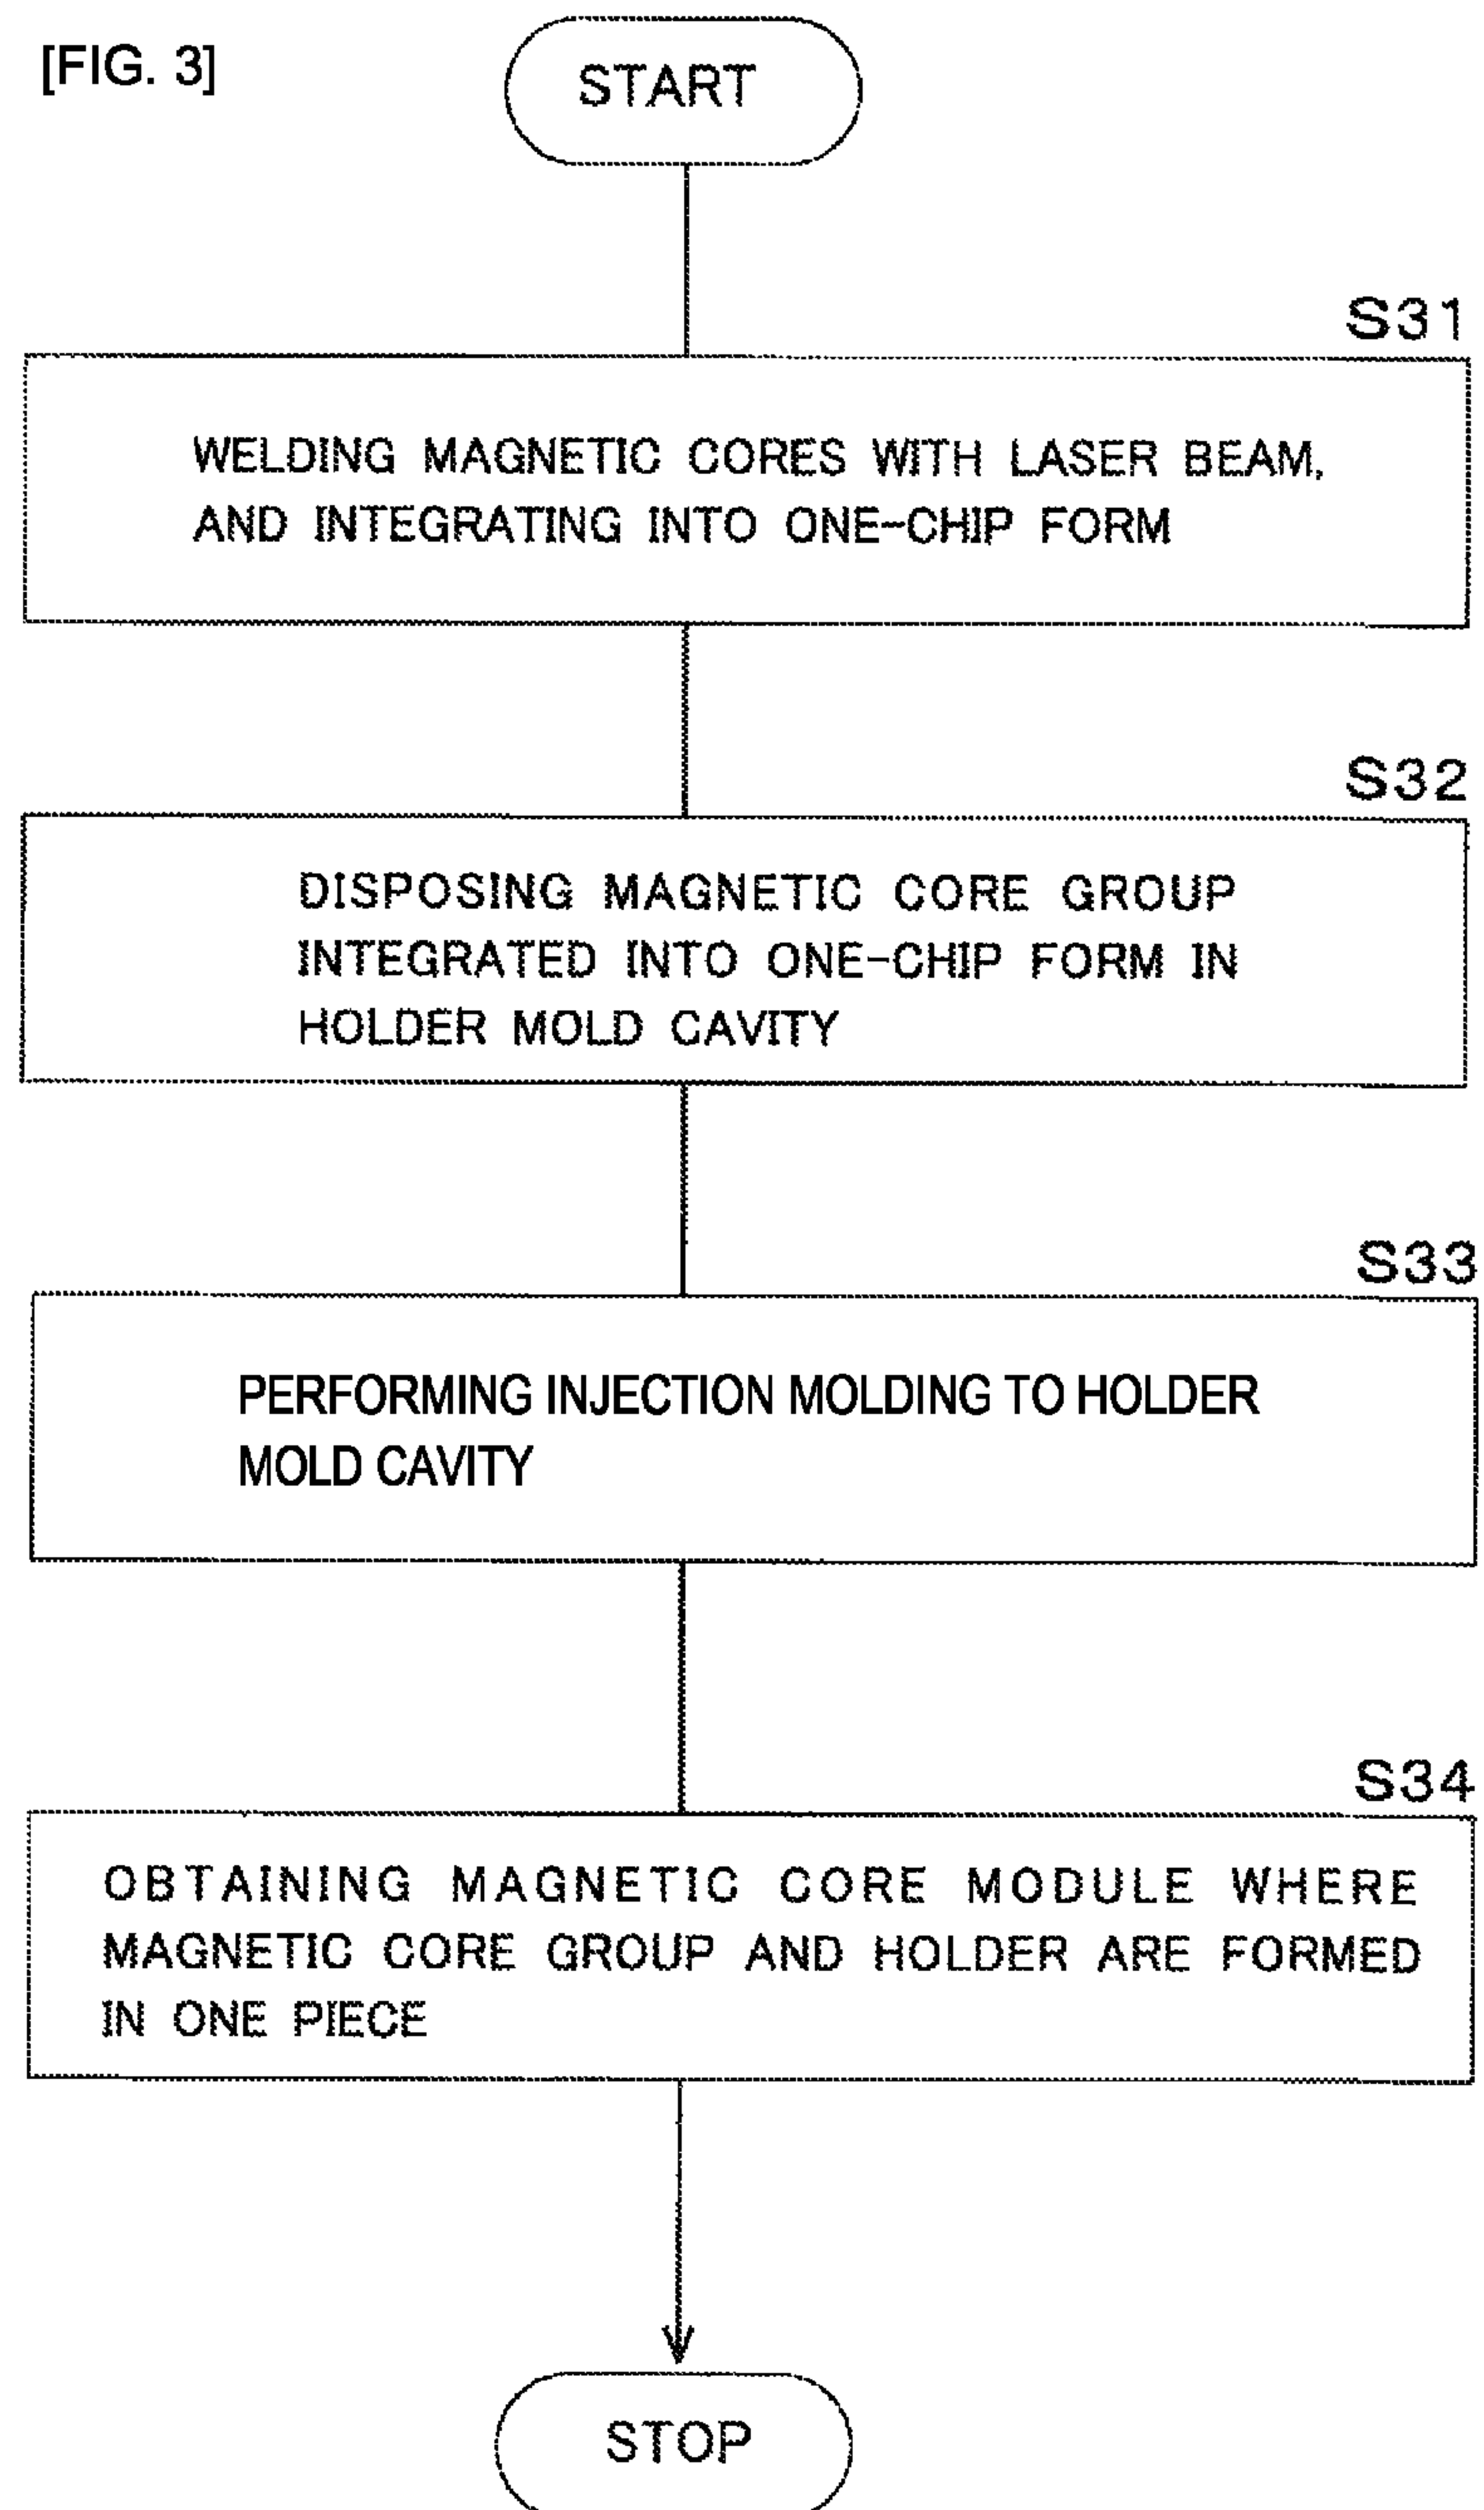 [FIG. 3]
START
S31
WELDING MAGNETIC CORES WITH LASER BEAM,
AND INTEGRATING INTO ONE-CHIP FORM
S32
DISPOSING MAGNETIC CORE GROUP
INTEGRATED INTO ONE-CHIP FORM IN
HOLDER MOLD CAVITY
S33
PERFORMING INJECTION MOLDING TO HOLDER
MOLD CAVITY
S34
OBTAINING MAGNETIC CORE MODULE WHERE
MAGNETIC CORE GROUP AND HOLDER ARE FORMED
IN ONE PIECE
STOP